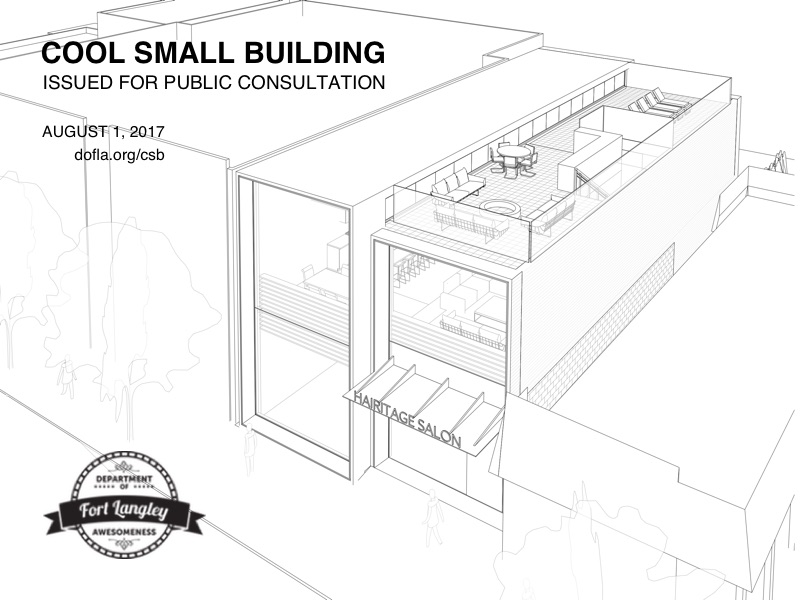 COOL SMALL BUILDING
ISSUED FOR PUBLIC CONSULTATION
AUGUST 1, 2017
dofla.org/csb
HAIRITAGE SALON
DEPARTMENT
OF
Fort Langley
AWESOMENESS